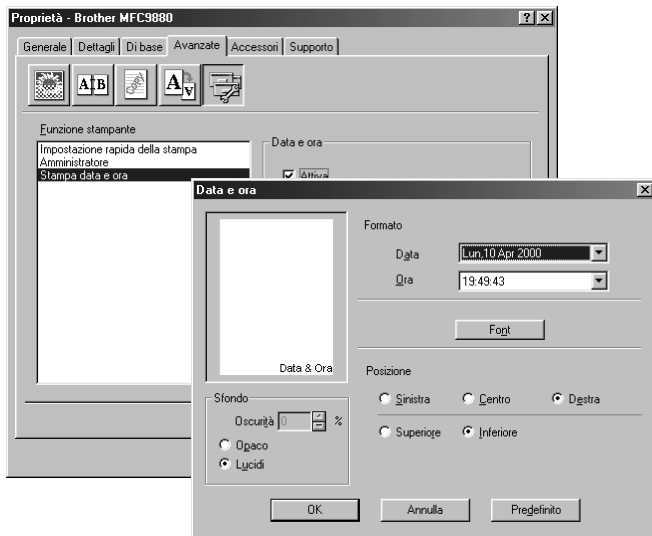 Proprietà - Brother MFC9880
Generale Dettagli Di base Avanzate Accessori Supporto
A B
A
Funzione stampante
Impostazione rapida della stampa
Amministratore
Stampa data e ora
Data e ora
Attiva
Data e ora
Data & Ora
Formato
Data Lun,10 Apr 2000
Ora 19:49:43
Font
Posizione
Sinistra Centro Destra
Superiore Inferiore
Sfondo
Oscurità 0 %
Opaco
Lucidi
OK Annulla Predefinito